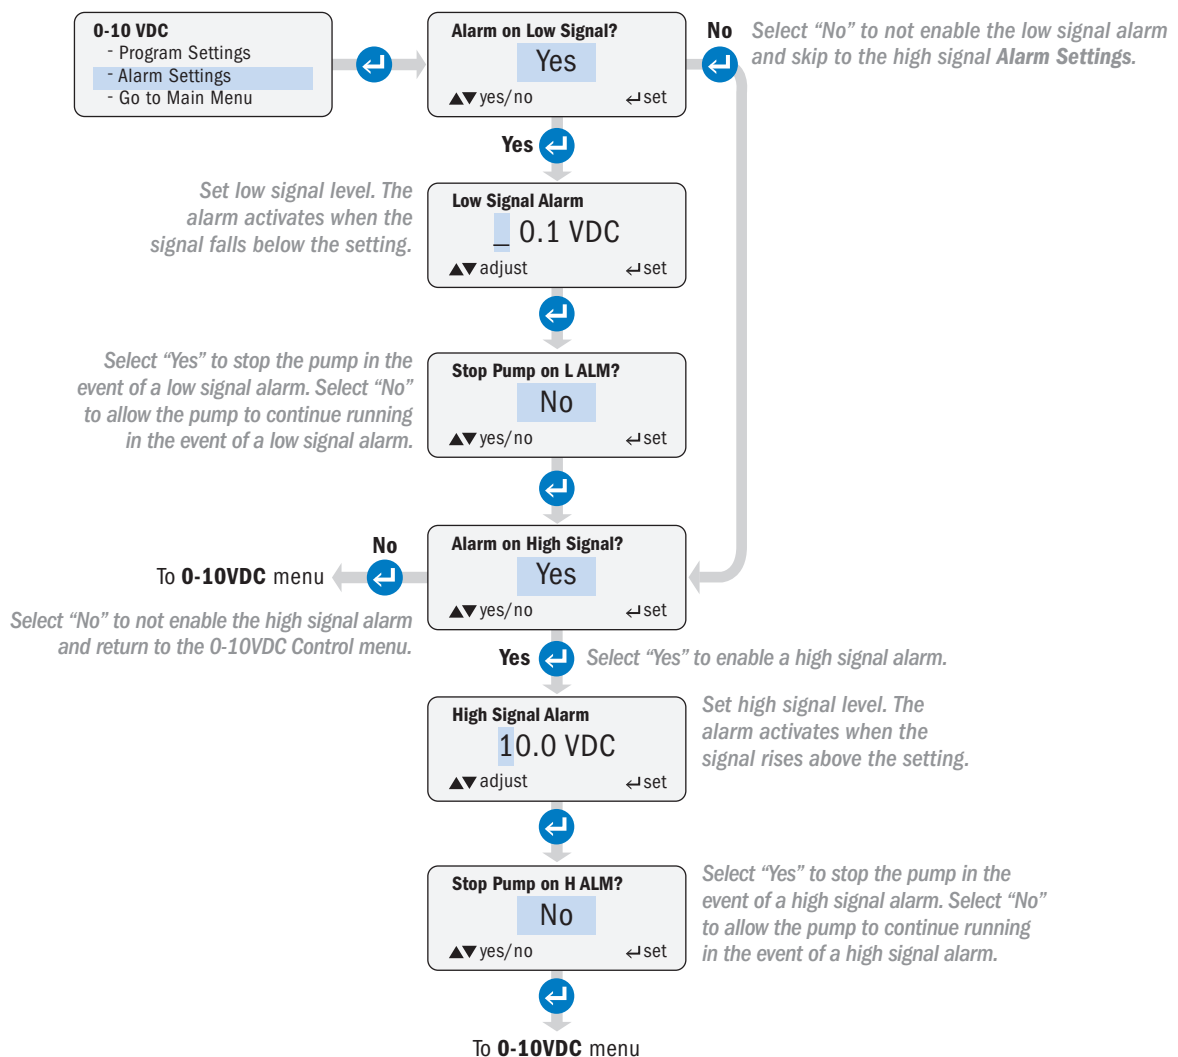 0-10 VDC
- Program Settings
- Alarm Settings
- Go to Main Menu
Alarm on Low Signal?
Yes
▲▼ yes/no ↵ set
No
Select “No” to not enable the low signal alarm
and skip to the high signal Alarm Settings.
Yes
Set low signal level. The
alarm activates when the
signal falls below the setting.
Low Signal Alarm
_ 0.1 VDC
▲▼ adjust ↵ set
Select “Yes” to stop the pump in the
event of a low signal alarm. Select “No”
to allow the pump to continue running
in the event of a low signal alarm.
Stop Pump on L ALM?
No
▲▼ yes/no ↵ set
Alarm on High Signal?
Yes
▲▼ yes/no ↵ set
No
To 0-10VDC menu
Select “No” to not enable the high signal alarm
and return to the 0-10VDC Control menu.
Yes
Select “Yes” to enable a high signal alarm.
High Signal Alarm
10.0 VDC
▲▼ adjust ↵ set
Set high signal level. The
alarm activates when the
signal rises above the setting.
Stop Pump on H ALM?
No
▲▼ yes/no ↵ set
Select “Yes” to stop the pump in the
event of a high signal alarm. Select “No”
to allow the pump to continue running
in the event of a high signal alarm.
To 0-10VDC menu